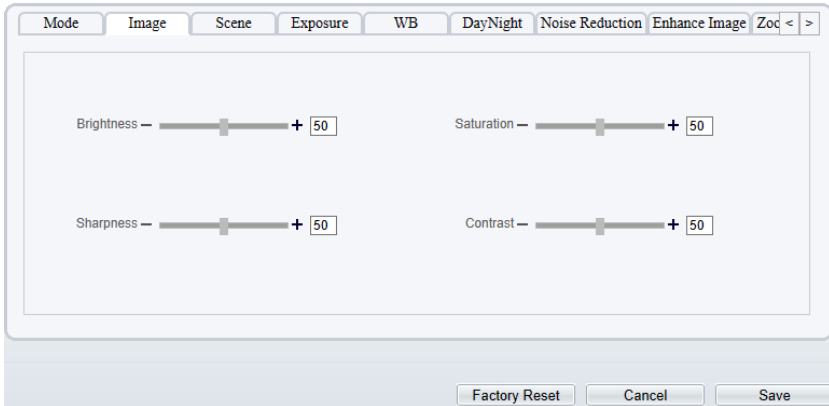 Mode Image Scene Exposure WB DayNight Noise Reduction Enhance Image Zoo < >
Brightness − + 50 Saturation − + 50
Sharpness − + 50 Contrast − + 50
Factory Reset Cancel Save